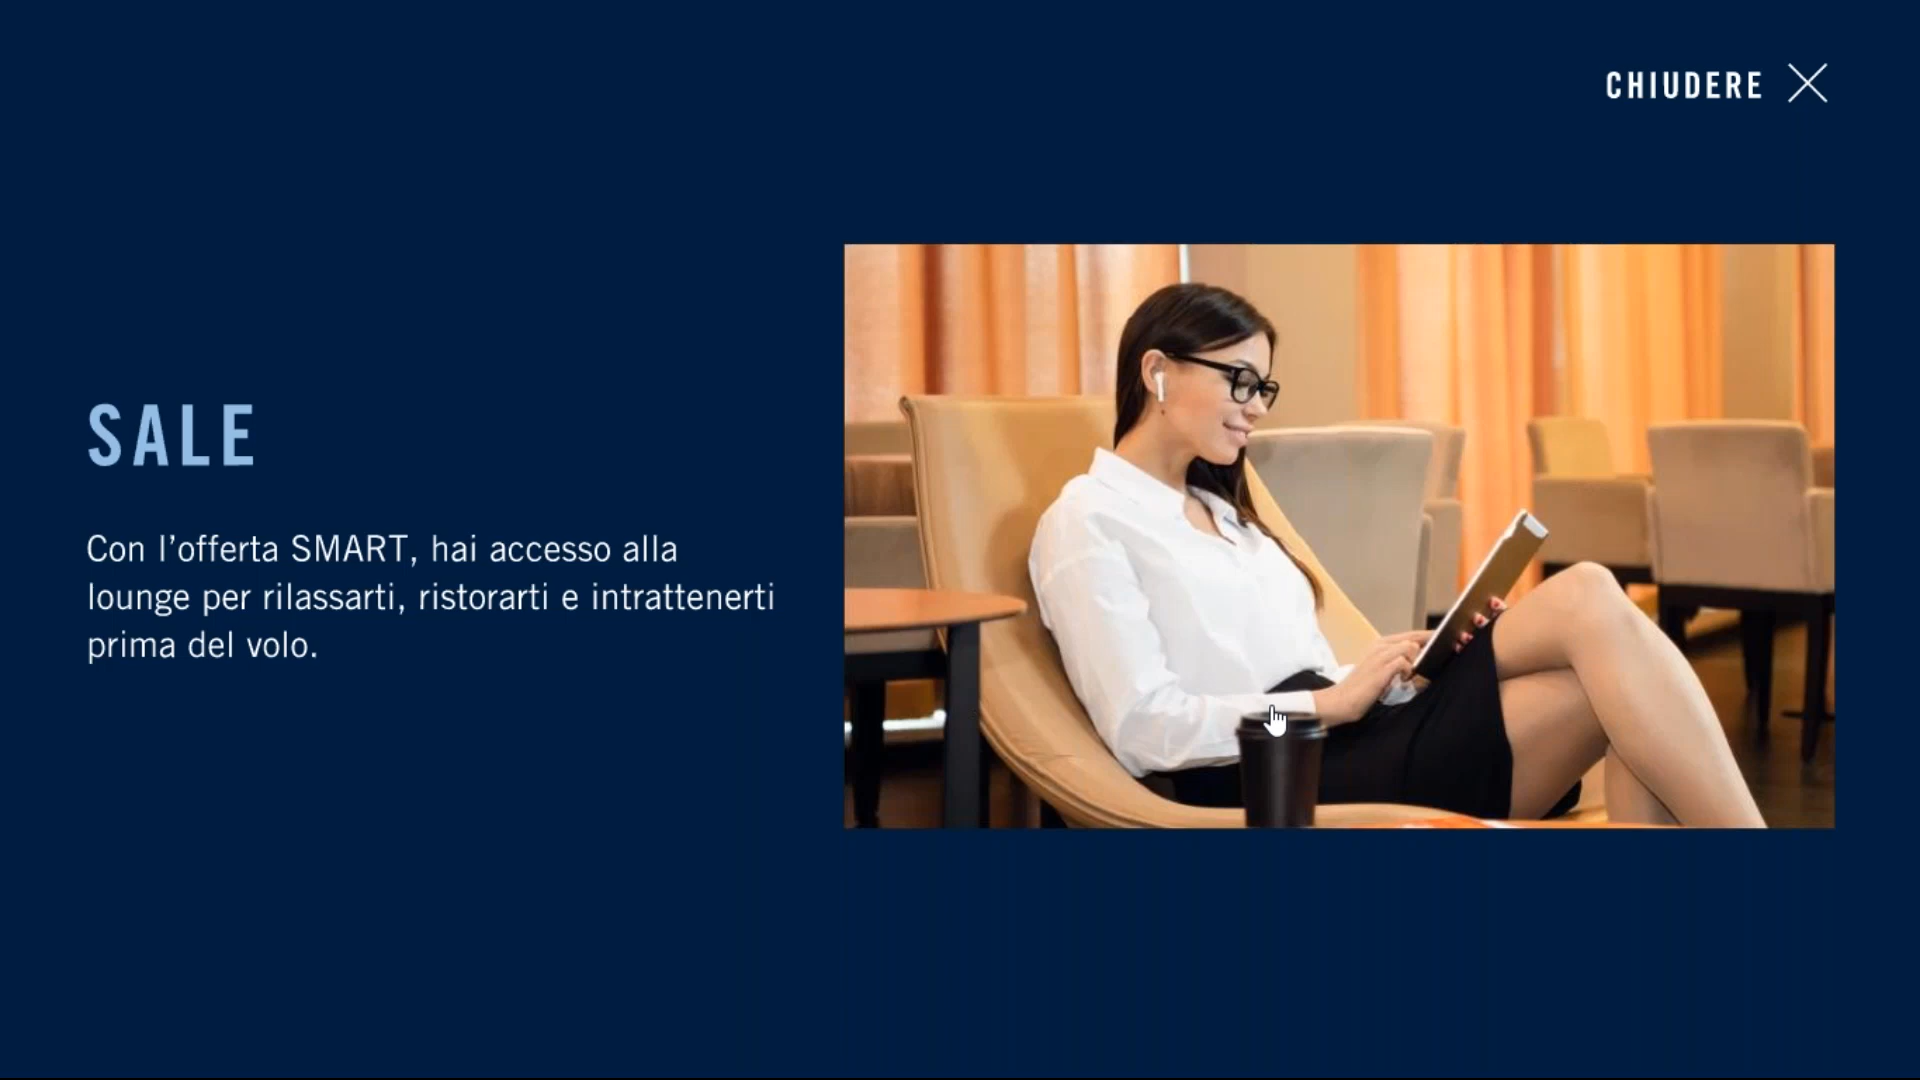 CHIUDERE
SALE
Con l’offerta SMART, hai accesso alla
lounge per rilassarti, ristorarti e intrattenerti
prima del volo.